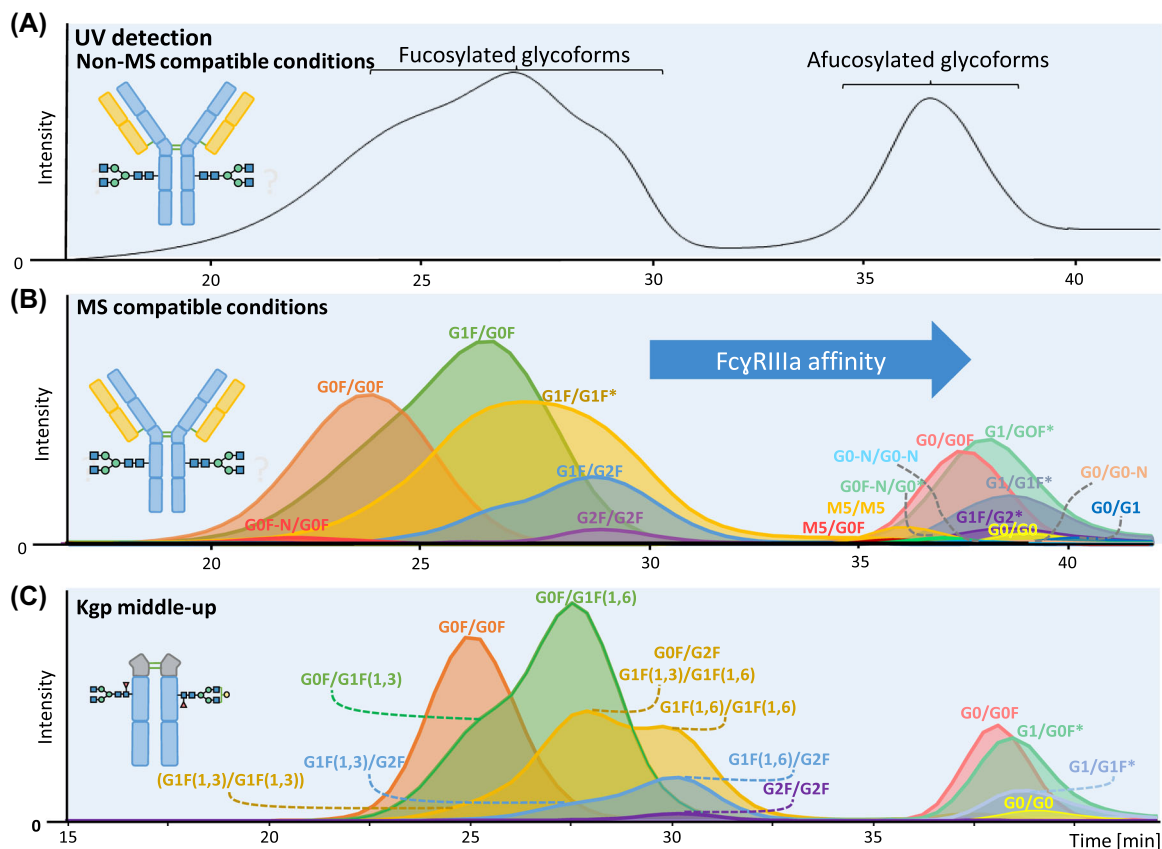 (A)
UV detection
Non-MS compatible conditions
Fucosylated glycoforms
Afucosylated glycoforms
Intensity
?
?
0
20
25
30
35
40
(B)
MS compatible conditions
G1F/G0F
FcɣRIIIa affinity
G0F/G0F
G1F/G1F*
Intensity
G0/G0F
G1/GOF*
G0-N/G0-N
G1F/G2F
G1/G1F*
G0/G0-N
G0F-N/G0*
M5/M5
G0/G1
G0F-N/G0F
G2F/G2F
M5/G0F
G1F/G2*
G0/G0
?
?
0
20
25
30
35
40
(C)
Kgp middle-up
G0F/G1F(1,6)
G0F/G0F
G0F/G2F
G1F(1,3)/G1F(1,6)
G0F/G1F(1,3)
G1F(1,6)/G1F(1,6)
Intensity
G0/G0F
G1/G0F*
G1F(1,3)/G2F
G1F(1,6)/G2F
G1/G1F*
(G1F(1,3)/G1F(1,3))
G2F/G2F
G0/G0
0
15
20
25
30
35
Time [min]